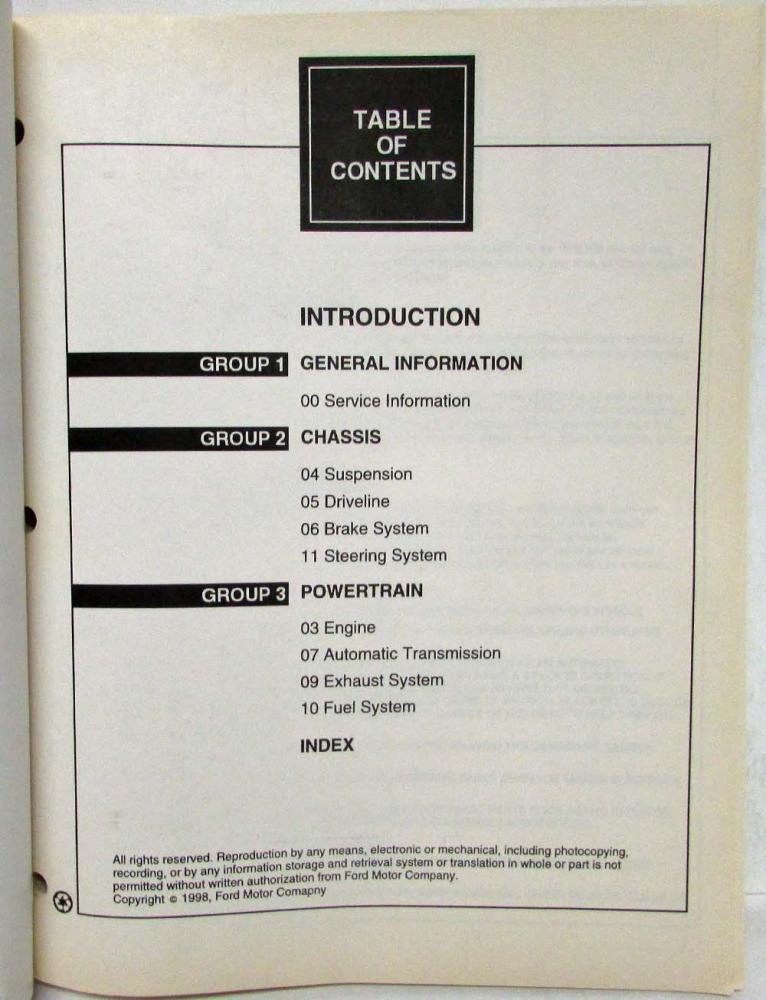 TABLE
OF
CONTENTS
INTRODUCTION
GROUP 1 GENERAL INFORMATION
00 Service Information
GROUP 2 CHASSIS
04 Suspension
05 Driveline
06 Brake System
11 Steering System
GROUP 3 POWERTRAIN
03 Engine
07 Automatic Transmission
09 Exhaust System
10 Fuel System
INDEX
All rights reserved. Reproduction by any means, electronic or mechanical, including photocopying,
recording, or by any information storage and retrieval system or translation in whole or part is not
permitted without written authorization from Ford Motor Company.
Copyright © 1998, Ford Motor Comapny